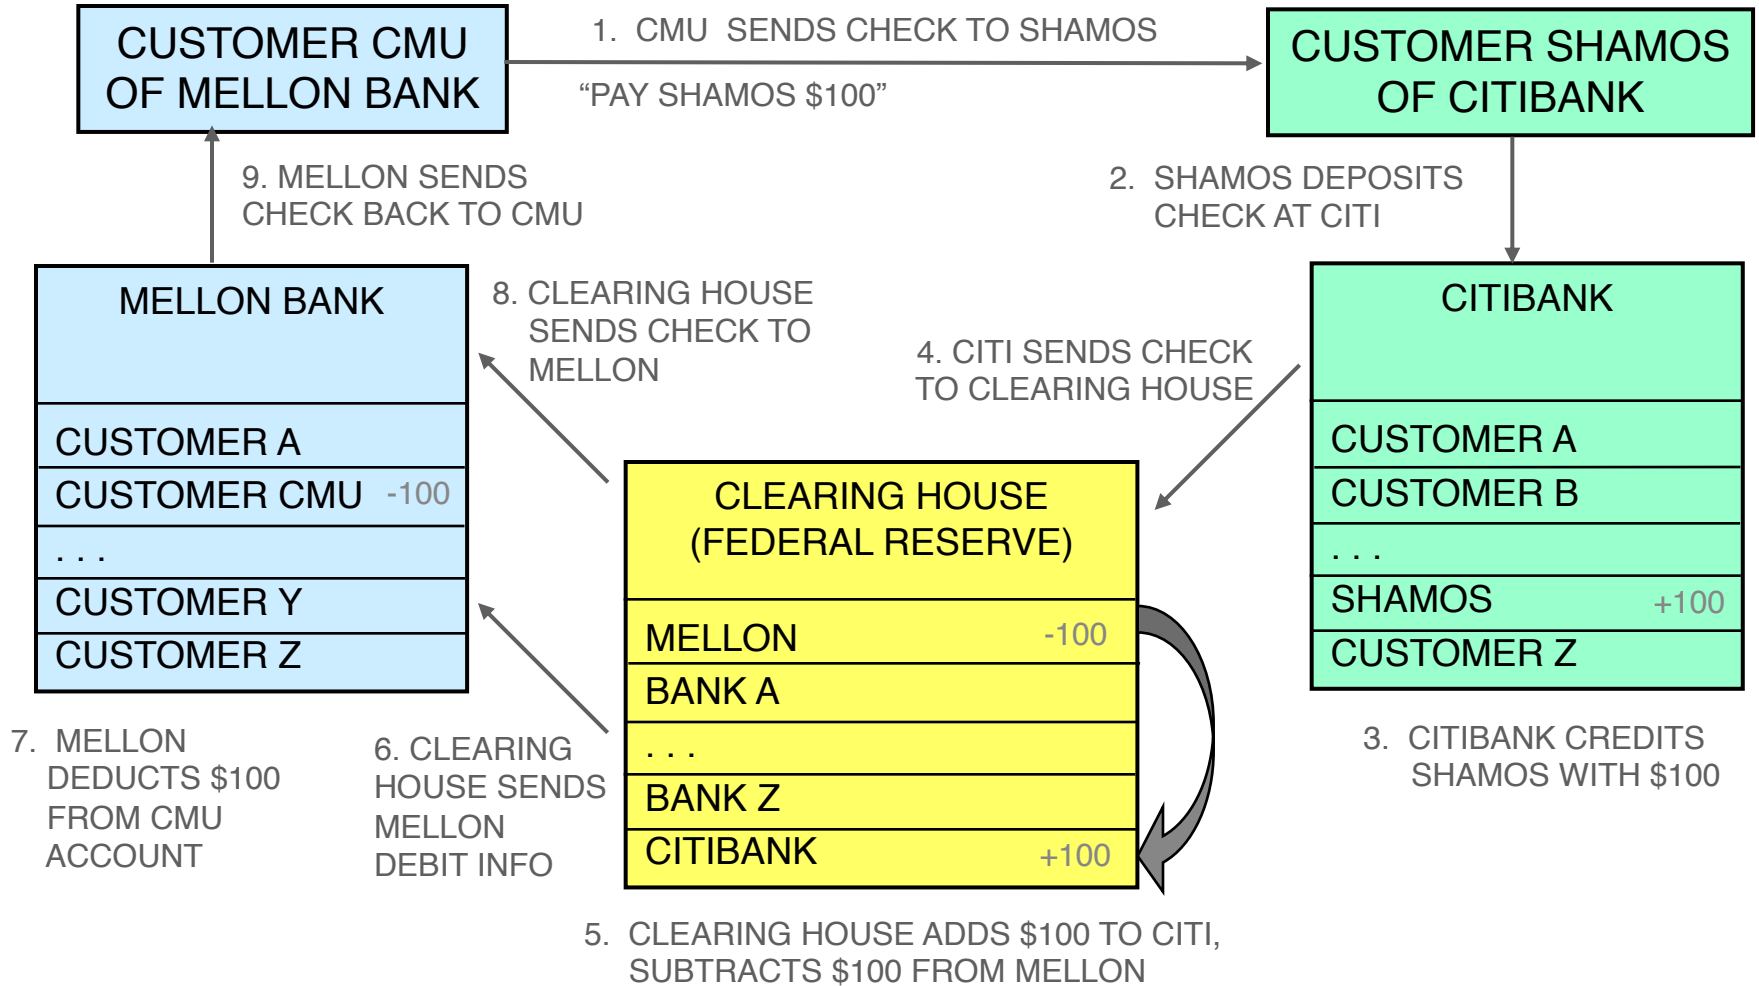 CUSTOMER CMU
OF MELLON BANK
1. CMU SENDS CHECK TO SHAMOS
“PAY SHAMOS $100”
CUSTOMER SHAMOS
OF CITIBANK
9. MELLON SENDS
CHECK BACK TO CMU
2. SHAMOS DEPOSITS
CHECK AT CITI
MELLON BANK
CUSTOMER A
CUSTOMER CMU -100
. . .
CUSTOMER Y
CUSTOMER Z
8. CLEARING HOUSE
SENDS CHECK TO
MELLON
4. CITI SENDS CHECK
TO CLEARING HOUSE
CITIBANK
CUSTOMER A
CUSTOMER B
. . .
SHAMOS +100
CUSTOMER Z
CLEARING HOUSE
(FEDERAL RESERVE)
MELLON -100
BANK A
. . .
BANK Z
CITIBANK +100
7. MELLON
DEDUCTS $100
FROM CMU
ACCOUNT
6. CLEARING
HOUSE SENDS
MELLON
DEBIT INFO
3. CITIBANK CREDITS
SHAMOS WITH $100
5. CLEARING HOUSE ADDS $100 TO CITI,
SUBTRACTS $100 FROM MELLON